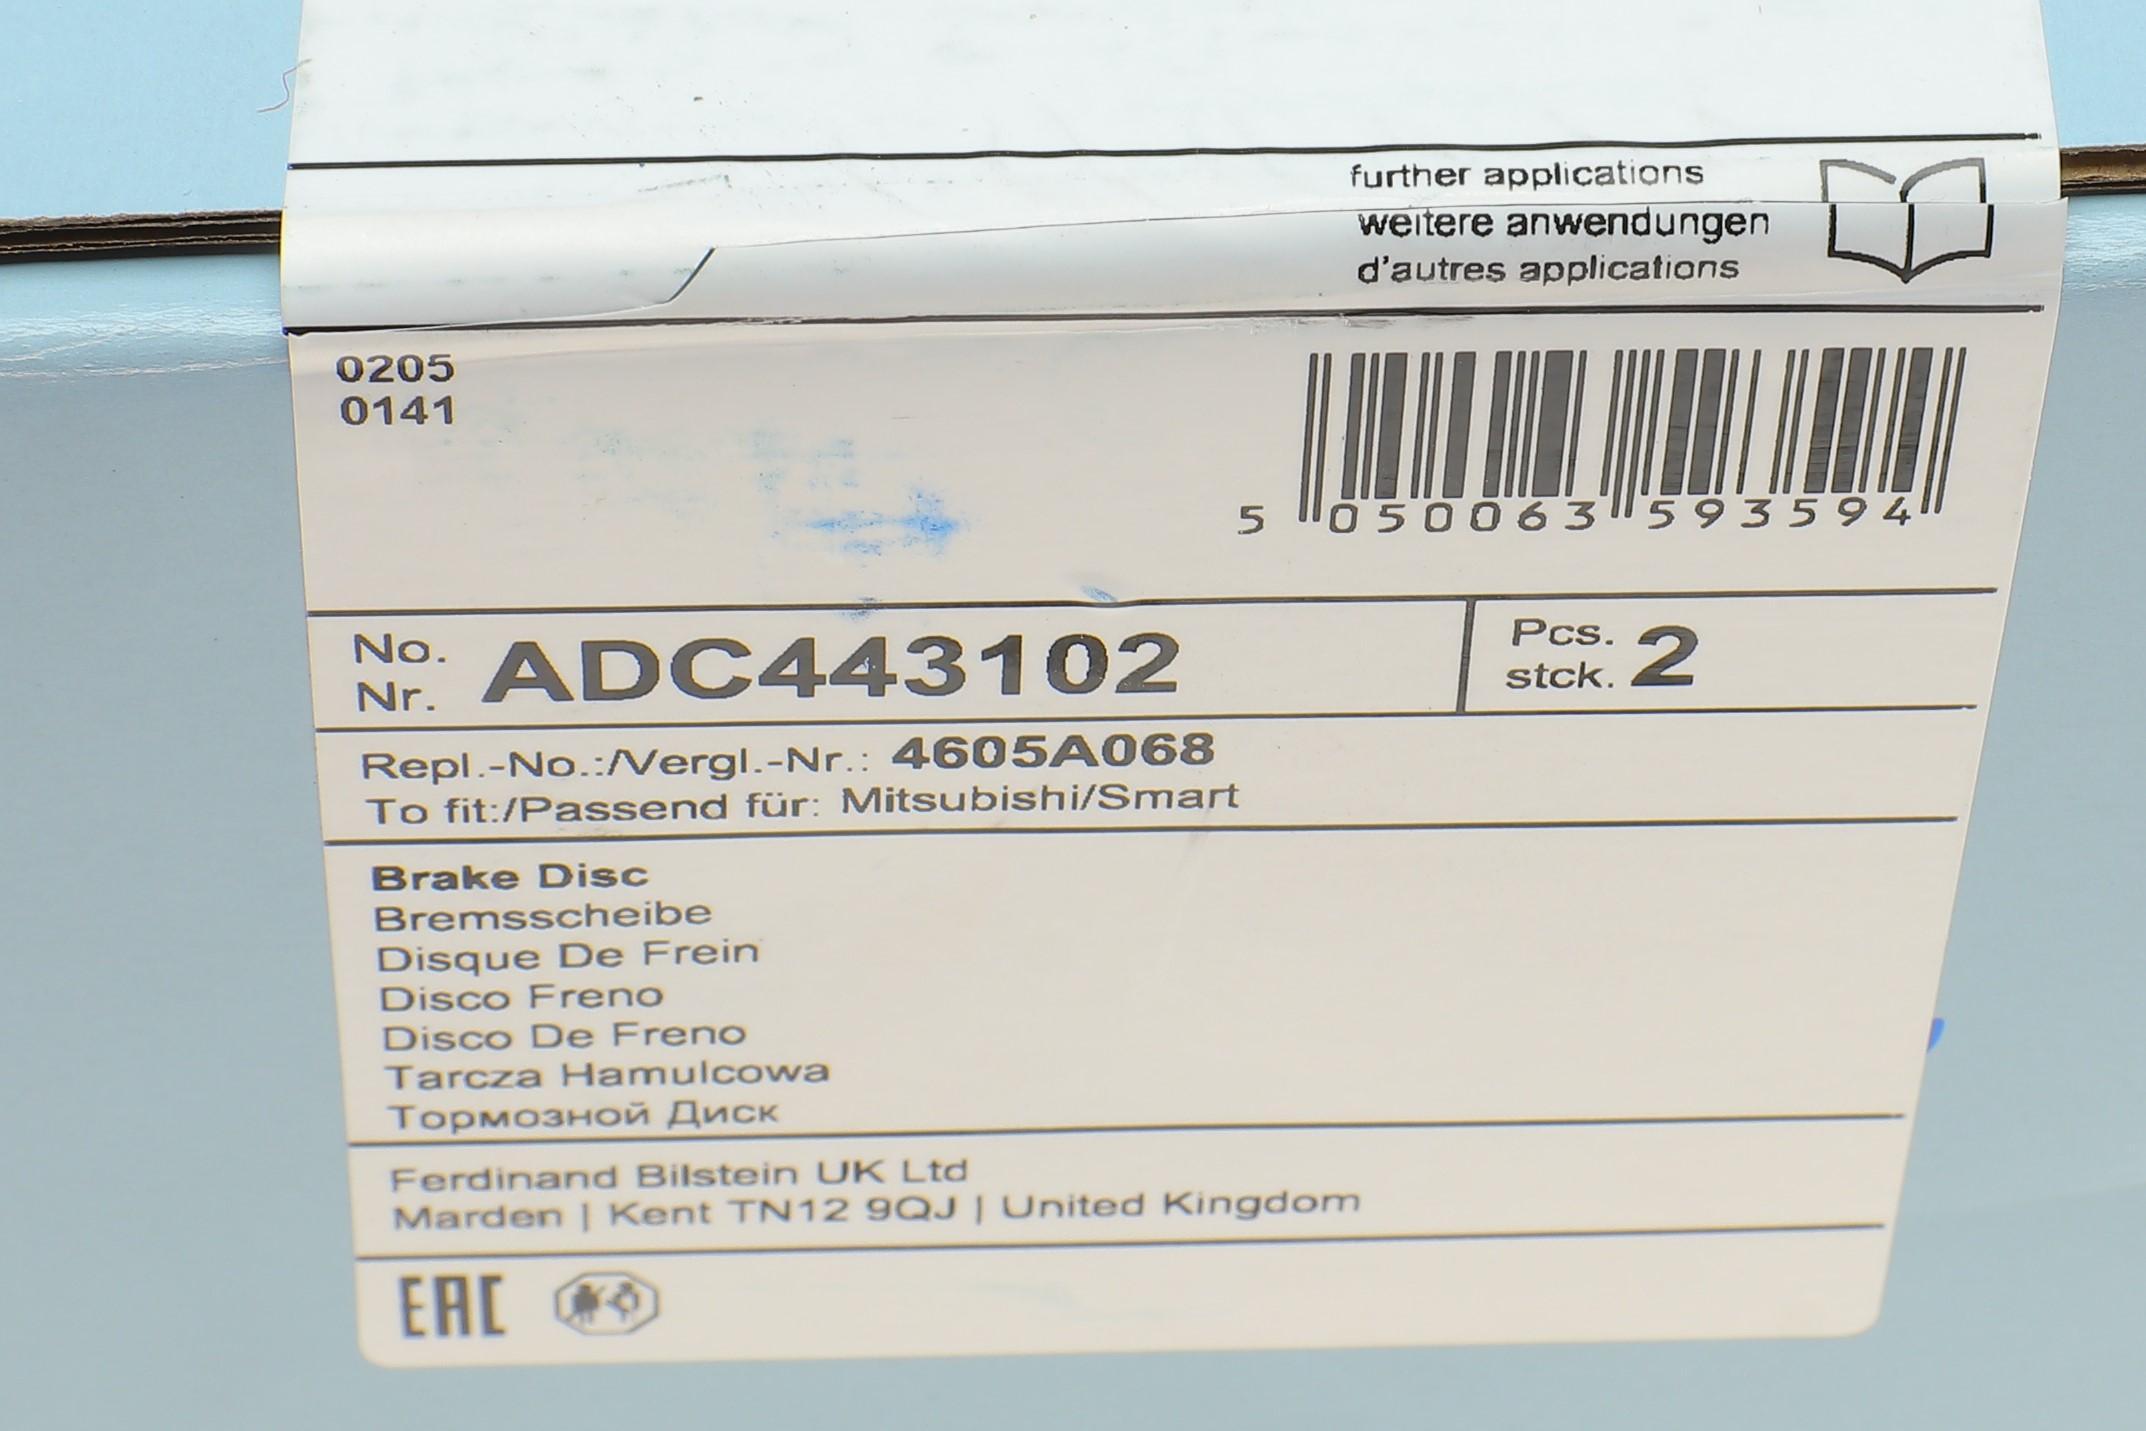 further applications
weitere anwendungen
d'autres applications
0205
0141
5 050063 593594
No. ADC443102 Pcs. 2
Nr. stck.
Repl.-No.:/Vergl.-Nr.: 4605A068
To fit:/Passend für: Mitsubishi/Smart
Brake Disc
Bremsscheibe
Disque De Frein
Disco Freno
Disco De Freno
Tarcza Hamulcowa
Тормозной Диск
Ferdinand Bilstein UK Ltd
Marden | Kent TN12 9QJ | United Kingdom
EAC